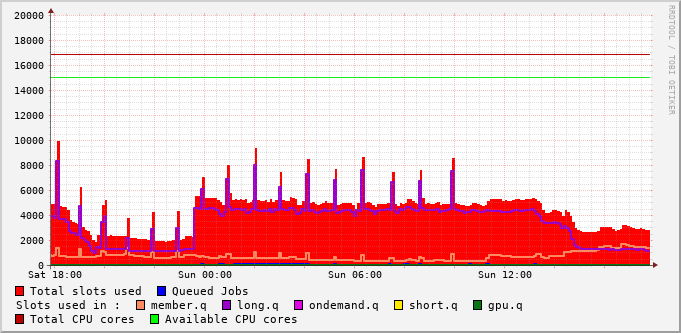 20000
18000
16000
14000
12000
10000
8000
6000
4000
2000
0
Sat 18:00 Sun 00:00 Sun 06:00 Sun 12:00
Total slots used Queued Jobs
Slots used in : member.q long.q ondemand.q short.q gpu.q
Total CPU cores Available CPU cores
RRDTOOL / TOBI OETIKER